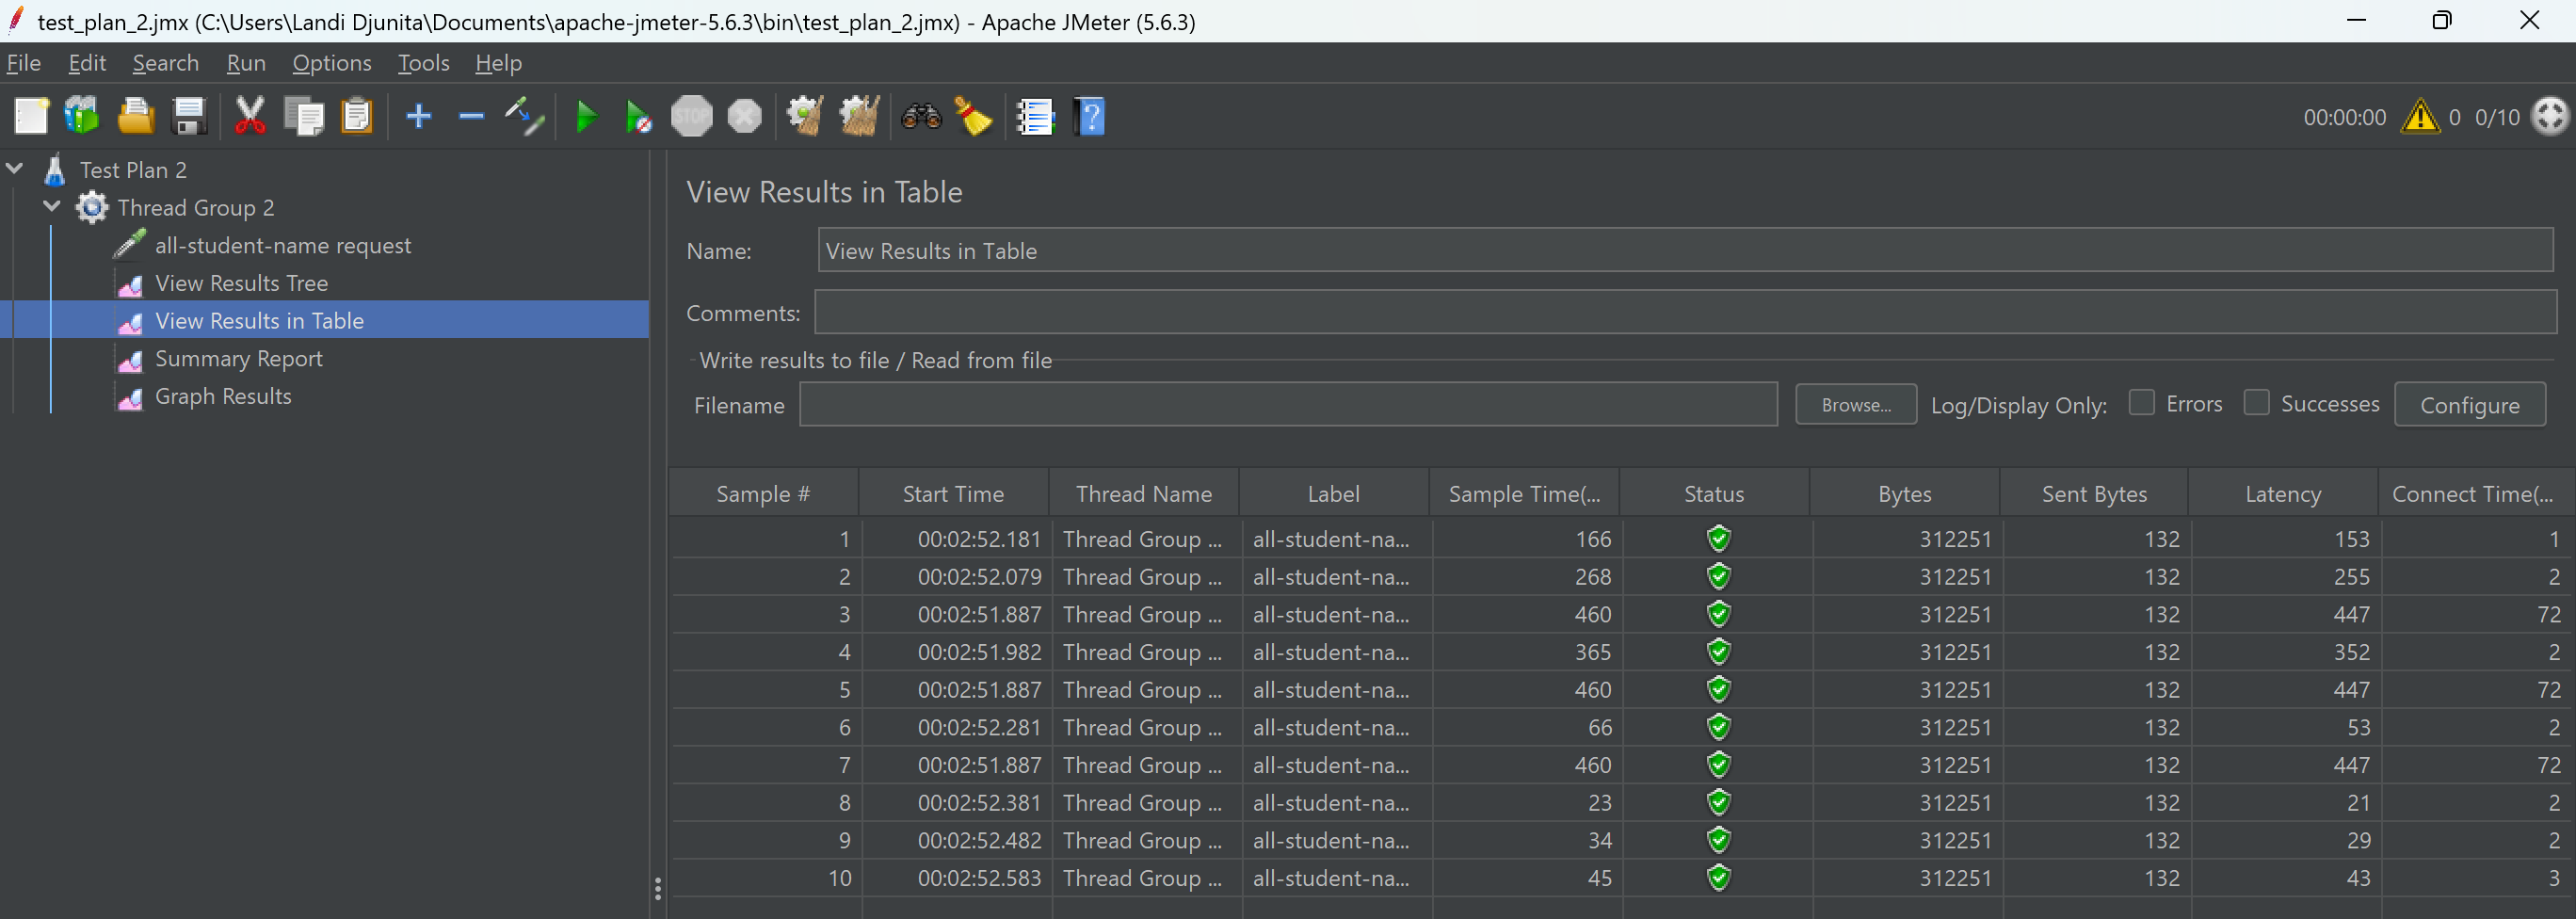 test_plan_2.jmx (C:\Users\Landi Djunita\Documents\apache-jmeter-5.6.3\bin\test_plan_2.jmx) - Apache JMeter (5.6.3)
File Edit Search Run Options Tools Help
STOP 00:00:00 0 0/10
Test Plan 2
Thread Group 2
all-student-name request
View Results Tree
View Results in Table
Summary Report
Graph Results
View Results in Table
Name: View Results in Table
Comments:
Write results to file / Read from file
Filename Browse... Log/Display Only: Errors Successes Configure
Sample # Start Time Thread Name Label Sample Time(... Status Bytes Sent Bytes Latency Connect Time(...
1 00:02:52.181 Thread Group ... all-student-na... 166 312251 132 153 1
2 00:02:52.079 Thread Group ... all-student-na... 268 312251 132 255 2
3 00:02:51.887 Thread Group ... all-student-na... 460 312251 132 447 72
4 00:02:51.982 Thread Group ... all-student-na... 365 312251 132 352 2
5 00:02:51.887 Thread Group ... all-student-na... 460 312251 132 447 72
6 00:02:52.281 Thread Group ... all-student-na... 66 312251 132 53 2
7 00:02:51.887 Thread Group ... all-student-na... 460 312251 132 447 72
8 00:02:52.381 Thread Group ... all-student-na... 23 312251 132 21 2
9 00:02:52.482 Thread Group ... all-student-na... 34 312251 132 29 2
10 00:02:52.583 Thread Group ... all-student-na... 45 312251 132 43 3